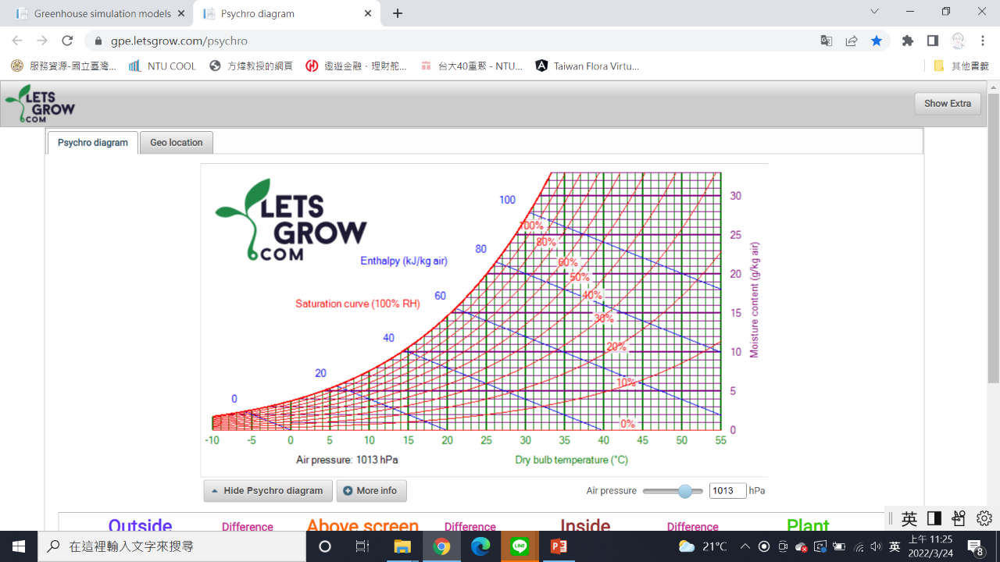 Greenhouse simulation models
Psychro diagram
gpe.letsgrow.com/psychro
服務資源-國立臺灣...
NTU COOL
方煒教授的網頁
遨遊金融、理財舵...
台大40重聚 - NTU...
Taiwan Flora Virtu...
其他書籤
LETS
GROW
COM
Show Extra
Psychro diagram
Geo location
LETS
GROW
COM
Enthalpy (kJ/kg air)
Saturation curve (100% RH)
0
20
40
60
80
100
100%
80%
60%
50%
40%
30%
20%
10%
0%
30
25
20
15
10
5
0
Moisture content (g/kg air)
-10 -5 0 5 10 15 20 25 30 35 40 45 50 55
Air pressure: 1013 hPa
Dry bulb temperature (°C)
Hide Psychro diagram
More info
Air pressure
1013 hPa
Outside Difference Above screen Difference Inside Difference Plant
英
在這裡輸入文字來搜尋
LINE
21°C
英
上午 11:25
2022/3/24
8